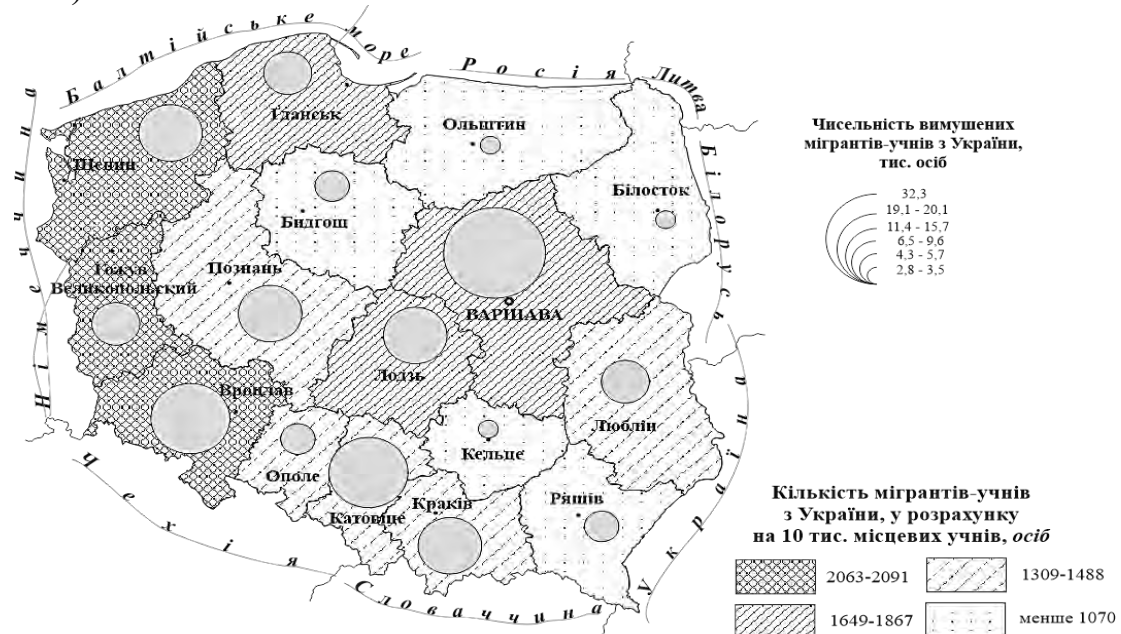 )
Балтійське море
Росія
Литва
Білорусь
Україна
Словаччина
Чехія
Німеччина
Гданськ
Ольштин
Щецин
Білосток
Бидгощ
Гожув
Великопольский
Познань
ВАРШАВА
Лодзь
Вроцлав
Люблін
Кельце
Ополе
Катовіце
Краків
Ряшів
Чисельність вимушених
мігрантів-учнів з України,
тис. осіб
32,3
19,1 - 20,1
11,4 - 15,7
6,5 - 9,6
4,3 - 5,7
2,8 - 3,5
Кількість мігрантів-учнів
з України, у розрахунку
на 10 тис. місцевих учнів, осіб
2063-2091
1309-1488
1649-1867
менше 1070